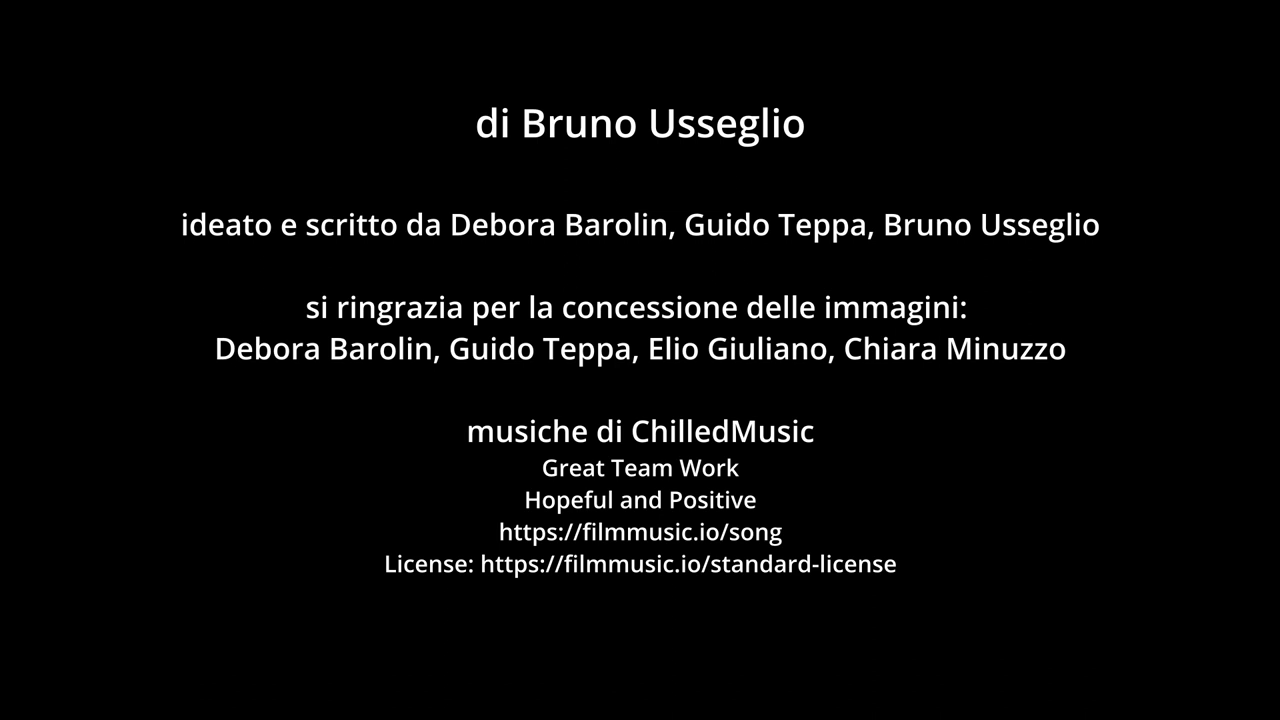 di Bruno Usseglio
ideato e scritto da Debora Barolin, Guido Teppa, Bruno Usseglio
si ringrazia per la concessione delle immagini:
Debora Barolin, Guido Teppa, Elio Giuliano, Chiara Minuzzo
musiche di ChilledMusic
Great Team Work
Hopeful and Positive
https://filmmusic.io/song
License: https://filmmusic.io/standard-license